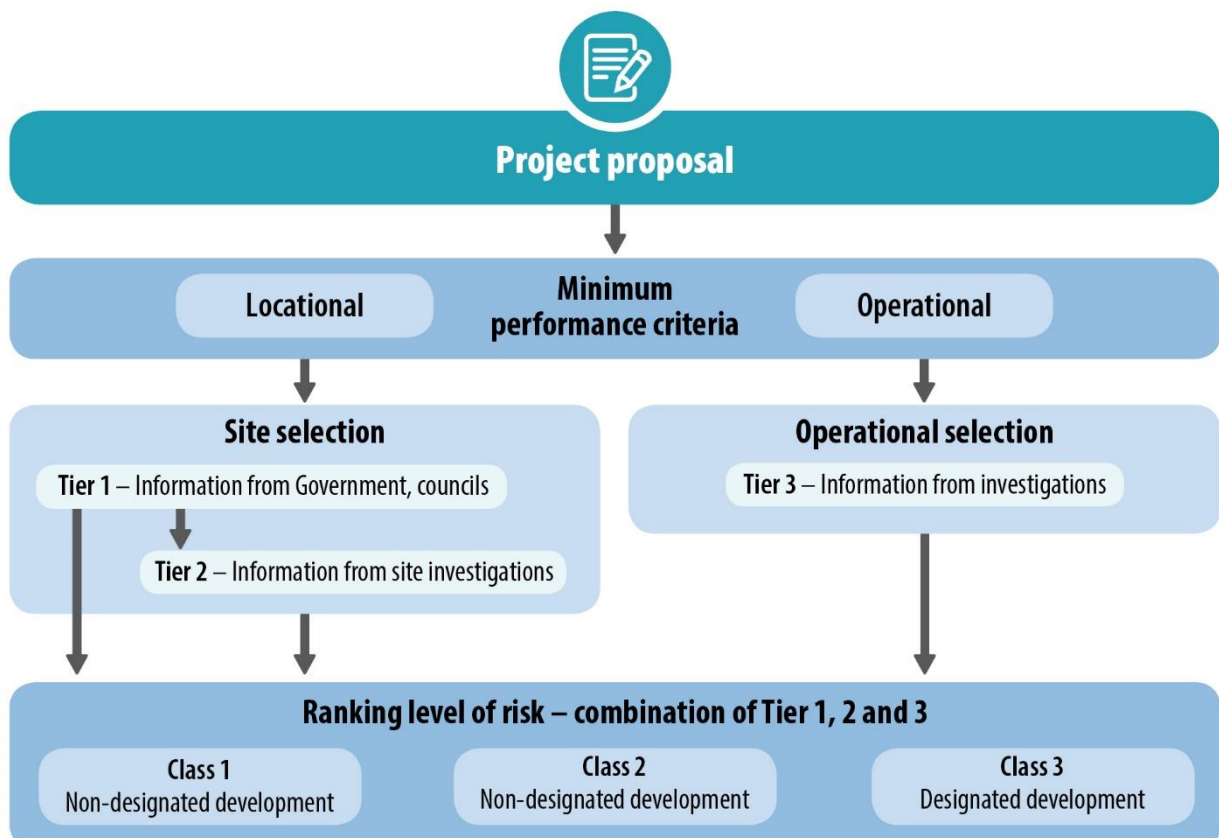 Project proposal
Locational
Minimum
performance criteria
Operational
Site selection
Tier 1 – Information from Government, councils
Tier 2 – Information from site investigations
Operational selection
Tier 3 – Information from investigations
Ranking level of risk – combination of Tier 1, 2 and 3
Class 1
Non-designated development
Class 2
Non-designated development
Class 3
Designated development